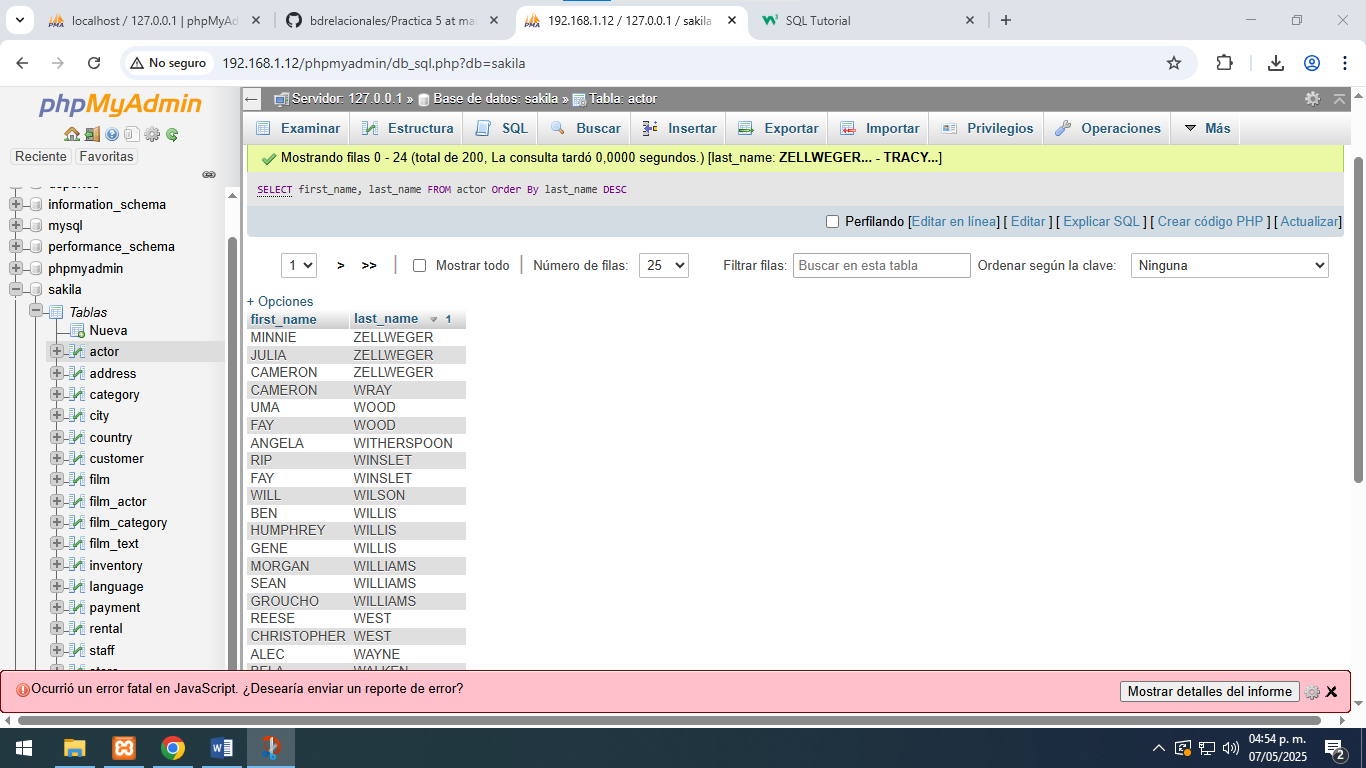 localhost / 127.0.0.1 | phpMyAd
bdrelacionales/Practica 5 at mai
192.168.1.12 / 127.0.0.1 / sakila
SQL Tutorial
No seguro
192.168.1.12/phpmyadmin/db_sql.php?db=sakila
phpMyAdmin
Reciente Favoritas
information_schema
mysql
performance_schema
phpmyadmin
sakila
Tablas
Nueva
actor
address
category
city
country
customer
film
film_actor
film_category
film_text
inventory
language
payment
rental
staff
Servidor: 127.0.0.1 » Base de datos: sakila » Tabla: actor
Examinar Estructura SQL Buscar Insertar Exportar Importar Privilegios Operaciones Más
Mostrando filas 0 - 24 (total de 200, La consulta tardó 0,0000 segundos.) [last_name: ZELLWEGER... - TRACY...]
SELECT first_name, last_name FROM actor Order By last_name DESC
Perfilando [Editar en línea] [ Editar ] [ Explicar SQL ] [ Crear código PHP ] [ Actualizar]
1 > >> | Mostrar todo | Número de filas: 25 Filtrar filas: Buscar en esta tabla Ordenar según la clave: Ninguna
+ Opciones
first_name last_name 1
MINNIE ZELLWEGER
JULIA ZELLWEGER
CAMERON ZELLWEGER
CAMERON WRAY
UMA WOOD
FAY WOOD
ANGELA WITHERSPOON
RIP WINSLET
FAY WINSLET
WILL WILSON
BEN WILLIS
HUMPHREY WILLIS
GENE WILLIS
MORGAN WILLIAMS
SEAN WILLIAMS
GROUCHO WILLIAMS
REESE WEST
CHRISTOPHER WEST
ALEC WAYNE
Ocurrió un error fatal en JavaScript. ¿Desearía enviar un reporte de error?
Mostrar detalles del informe
04:54 p. m.
07/05/2025
2